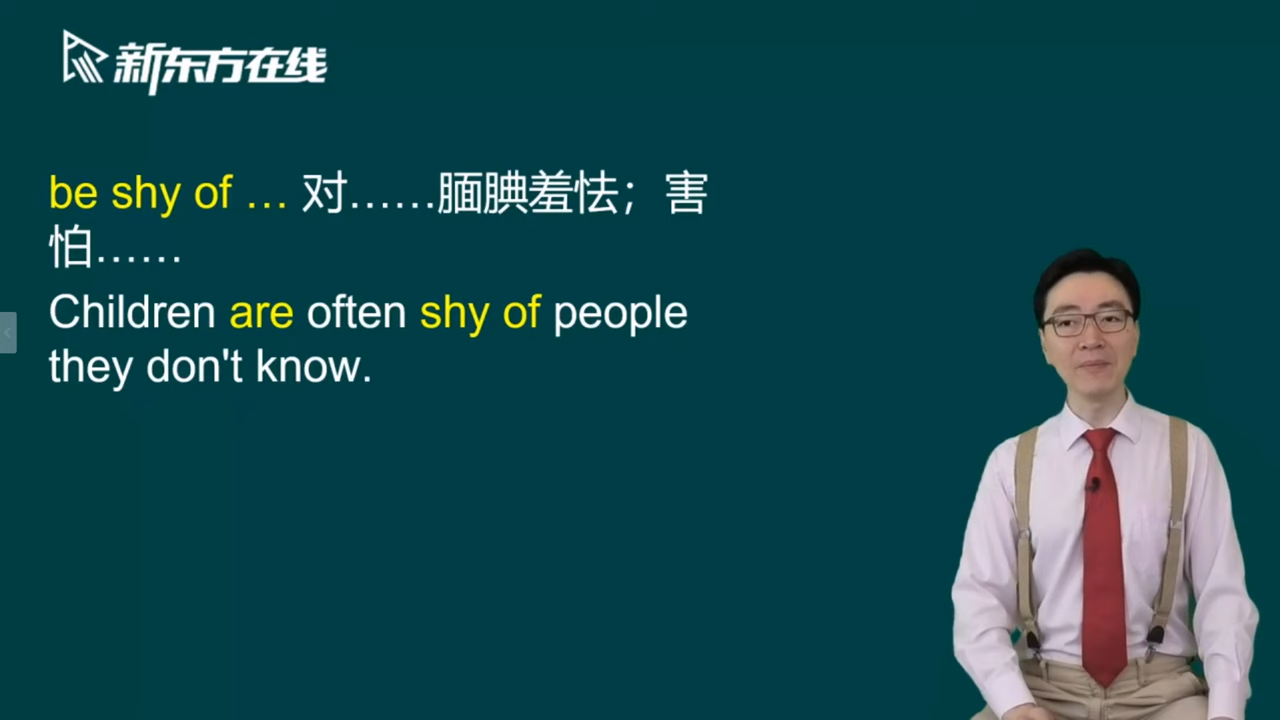 新东方在线
be shy of … 对……腼腆羞怯；害
怕……
Children are often shy of people
they don't know.